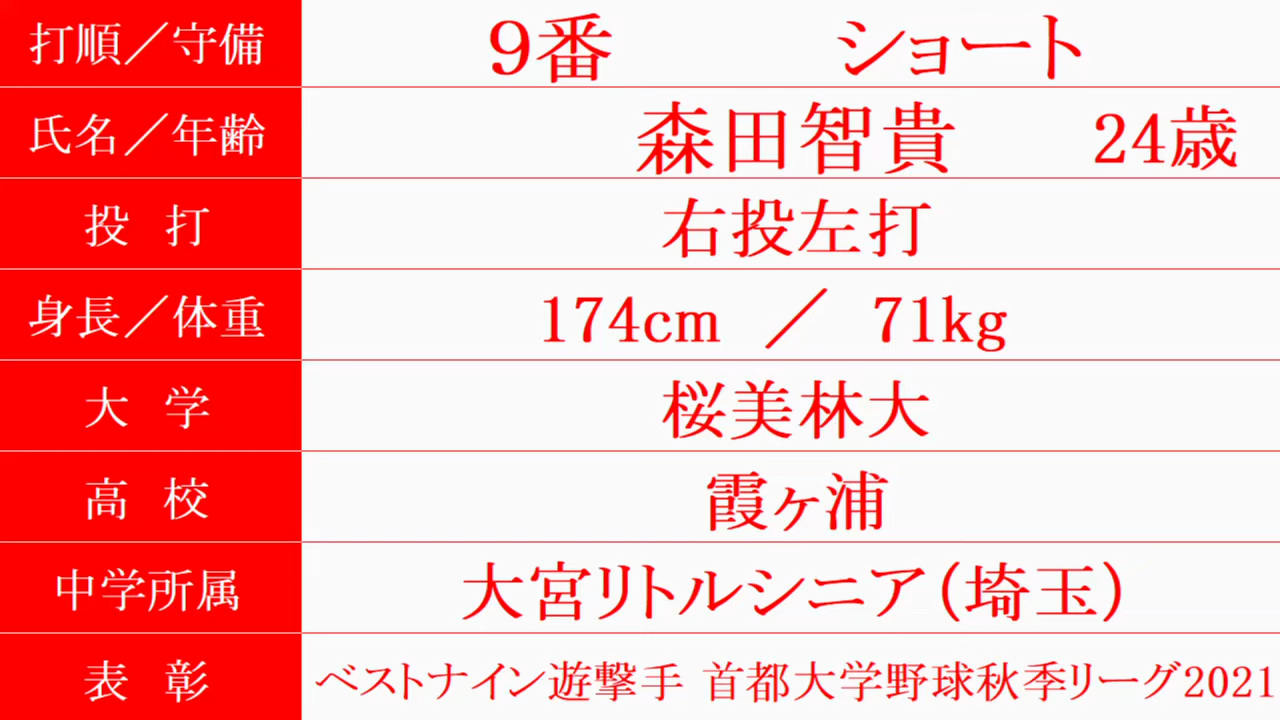 打順／守備 9番 ショート
氏名／年齢 森田智貴 24歳
投 打 右投左打
身長／体重 174cm ／ 71kg
大 学 桜美林大
高 校 霞ヶ浦
中学所属 大宮リトルシニア(埼玉)
表 彰 ベストナイン遊撃手 首都大学野球秋季リーグ2021